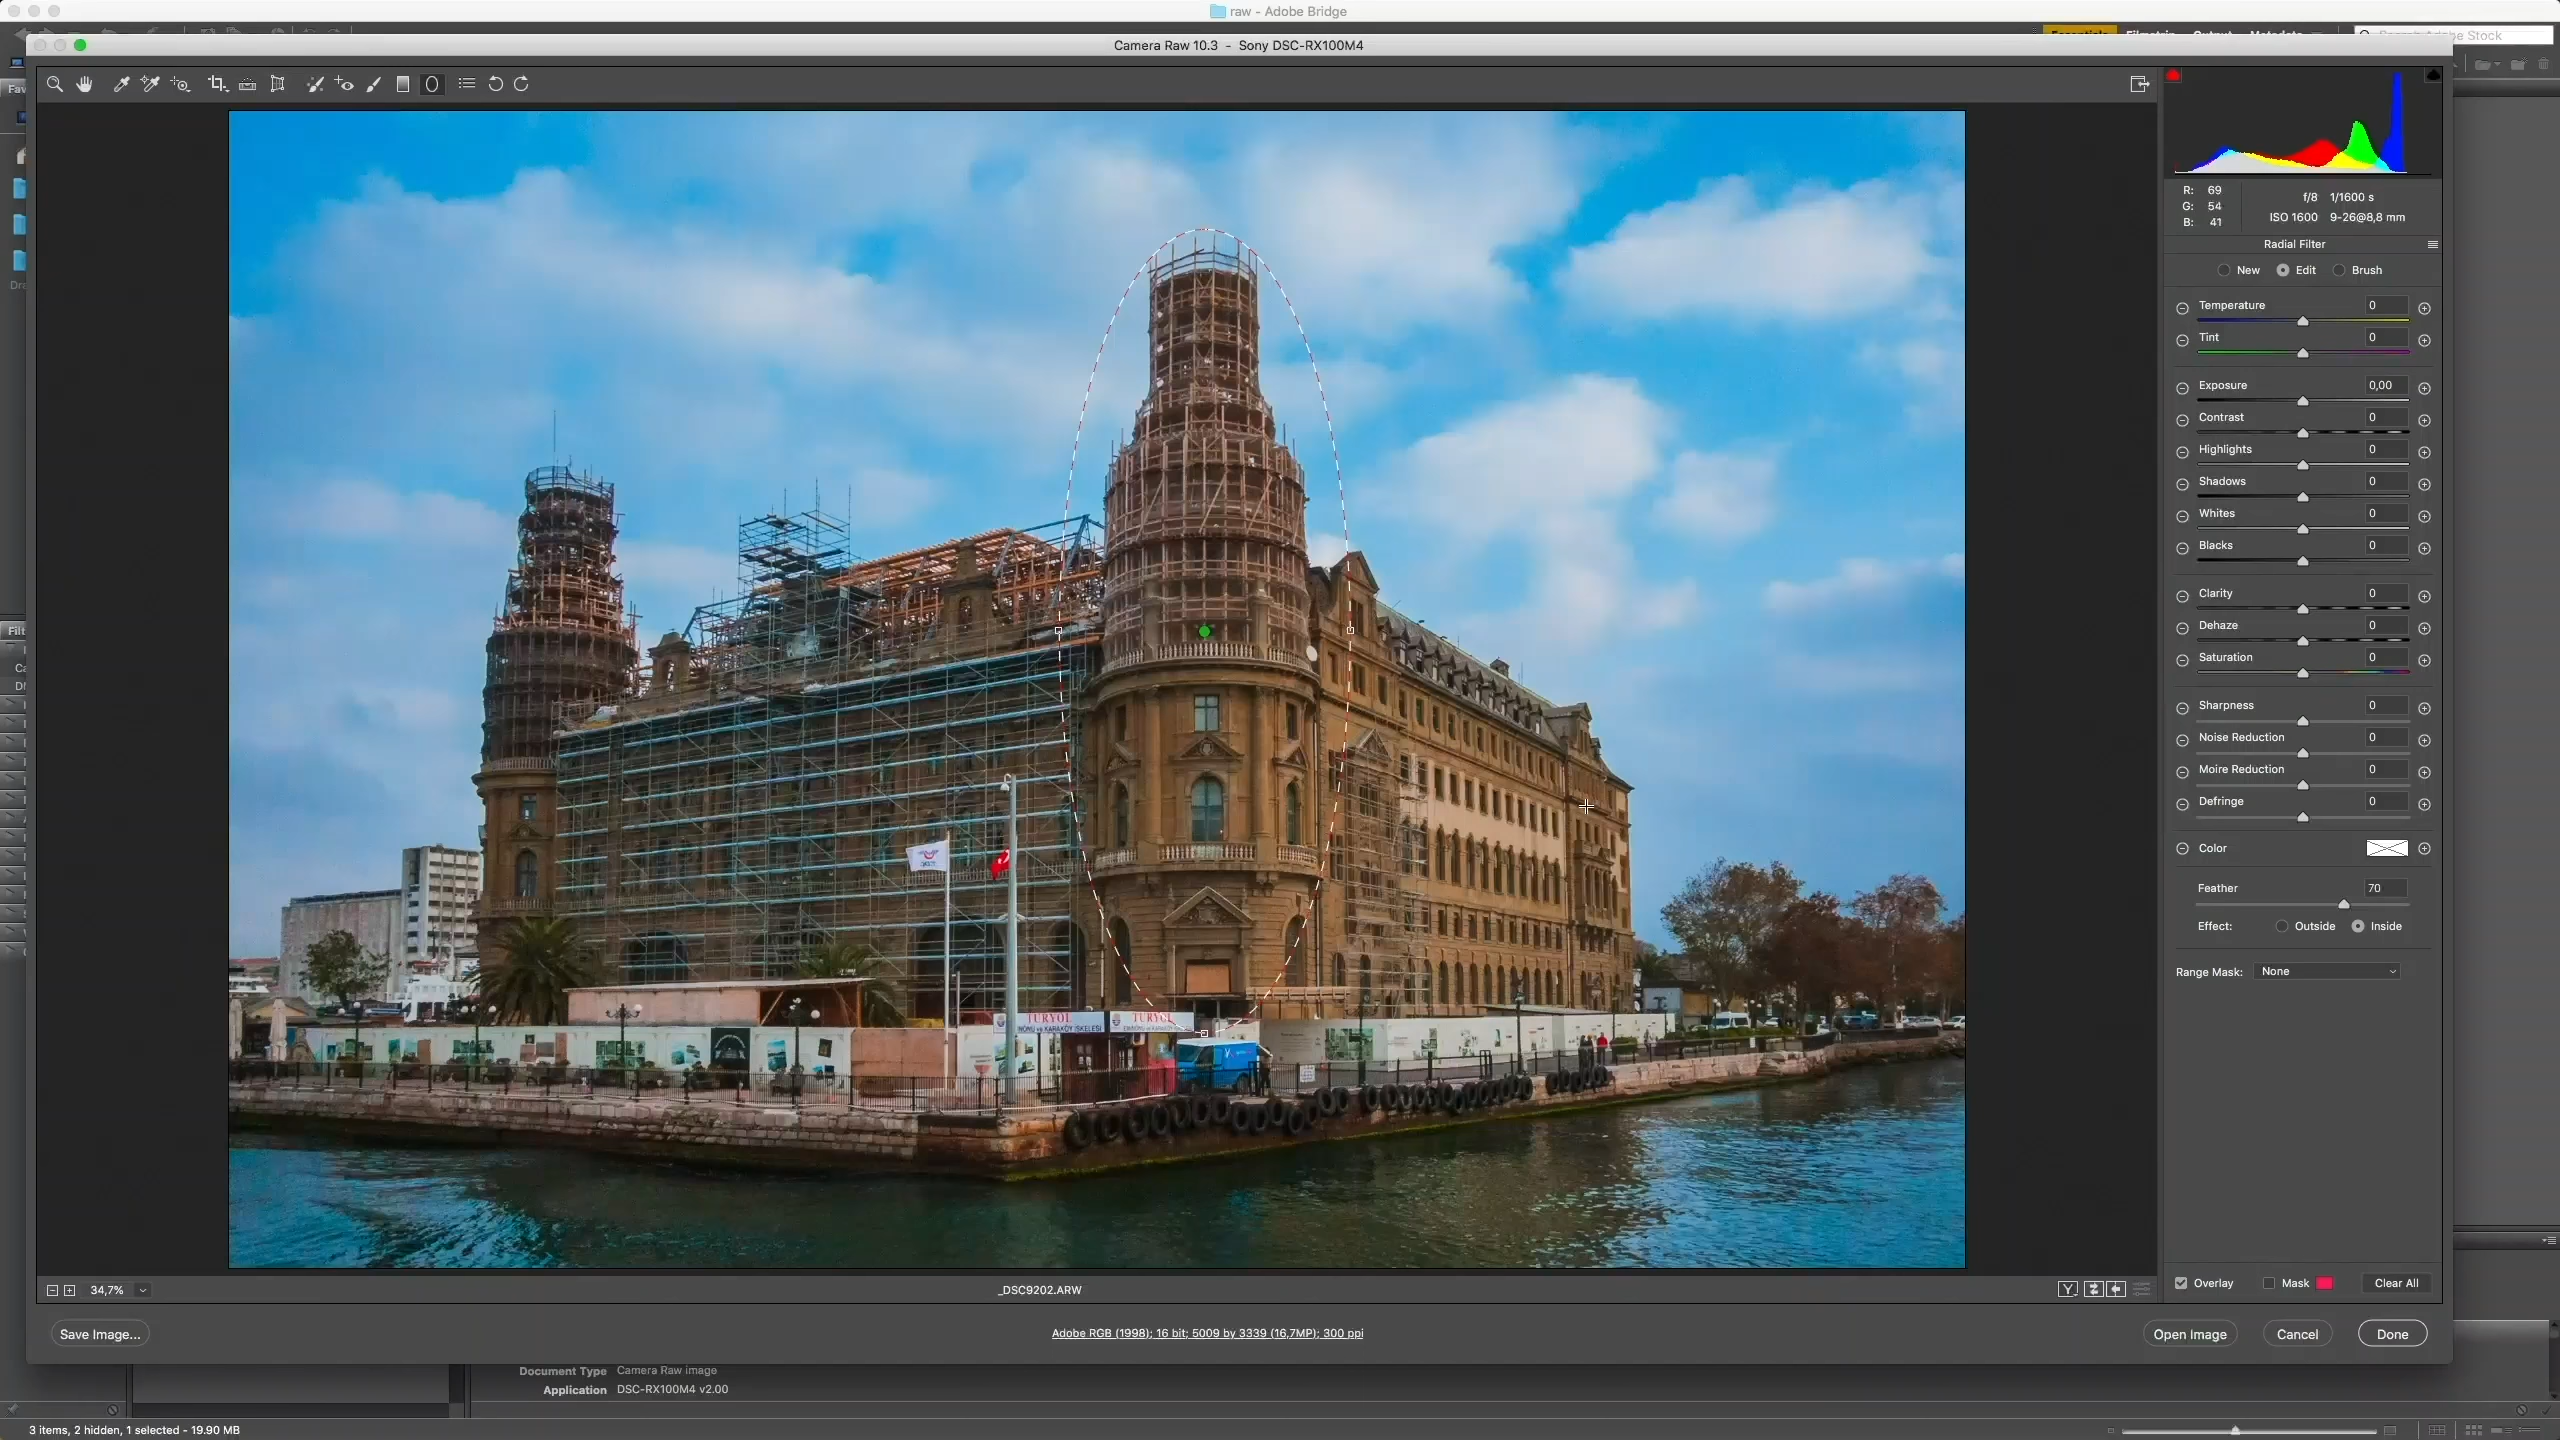 raw - Adobe Bridge
Camera Raw 10.3 - Sony DSC-RX100M4
R: 69
G: 54
B: 41
f/8 1/1600 s
ISO 1600 9-26@8,8 mm
Radial Filter
New Edit Brush
Temperature 0
Tint 0
Exposure 0,00
Contrast 0
Highlights 0
Shadows 0
Whites 0
Blacks 0
Clarity 0
Dehaze 0
Saturation 0
Sharpness 0
Noise Reduction 0
Moire Reduction 0
Defringe 0
Color
Feather 70
Effect: Outside Inside
Range Mask: None
TURYOL
Overlay Mask Clear All
34,7%
_DSC9202.ARW
Save Image...
Adobe RGB (1998); 16 bit; 5009 by 3339 (16,7MP); 300 ppi
Open Image Cancel Done
Document Type Camera Raw image
Application DSC-RX100M4 v2.00
3 items, 2 hidden, 1 selected - 19.90 MB